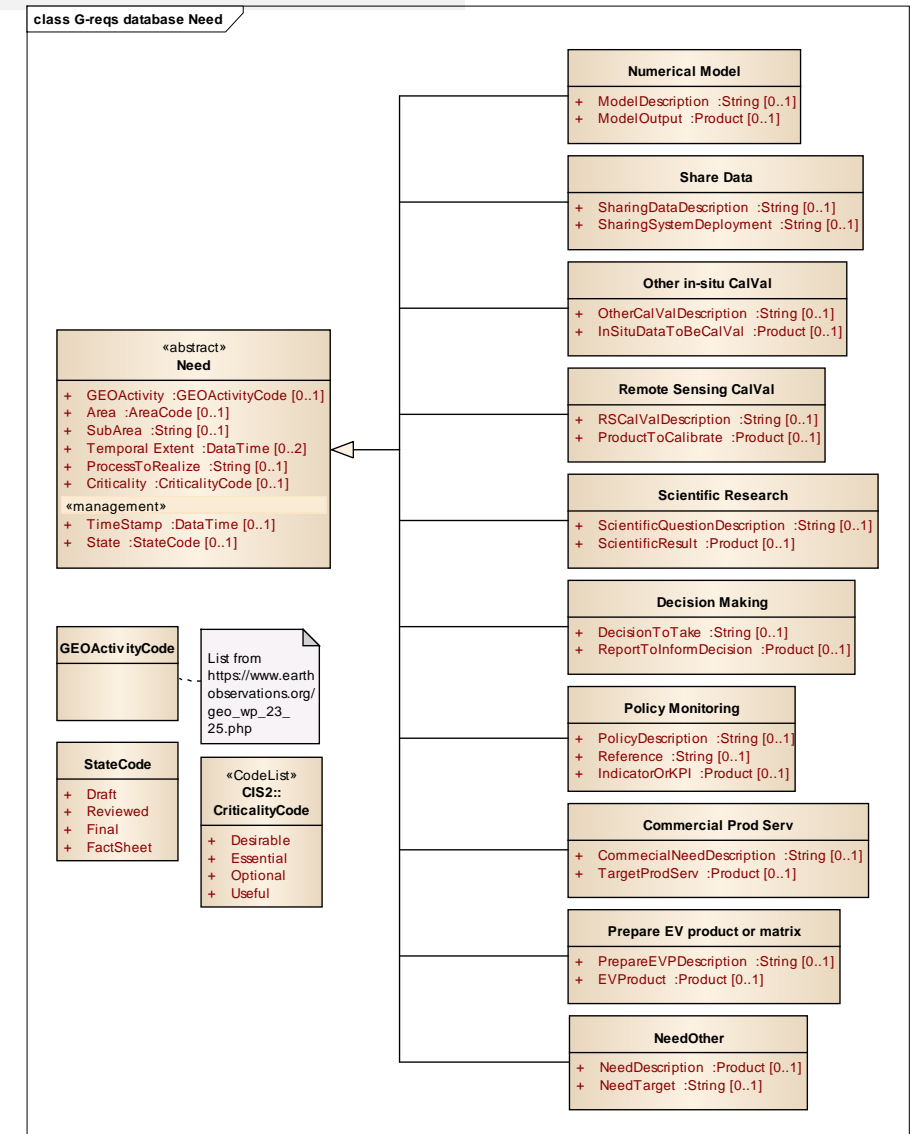 class G-reqs database Need
Numerical Model
+ ModelDescription :String [0..1]
+ ModelOutput :Product [0..1]
Share Data
+ SharingDataDescription :String [0..1]
+ SharingSystemDeployment :String [0..1]
Other in-situ CalVal
+ OtherCalValDescription :String [0..1]
+ InSituDataToBeCalVal :Product [0..1]
«abstract»
Need
+ GEOActivity :GEOActivityCode [0..1]
+ Area :AreaCode [0..1]
+ SubArea :String [0..1]
+ Temporal Extent :DataTime [0..2]
+ ProcessToRealize :String [0..1]
+ Criticality :CriticalityCode [0..1]
«management»
+ TimeStamp :DataTime [0..1]
+ State :StateCode [0..1]
Remote Sensing CalVal
+ RSCalValDescription :String [0..1]
+ ProductToCalibrate :Product [0..1]
Scientific Research
+ ScientificQuestionDescription :String [0..1]
+ ScientificResult :Product [0..1]
Decision Making
+ DecisionToTake :String [0..1]
+ ReportToInformDecision :Product [0..1]
GEOActivityCode
List from
https://www.earth
observations.org/
geo_wp_23_
25.php
Policy Monitoring
+ PolicyDescription :String [0..1]
+ Reference :String [0..1]
+ IndicatorOrKPI :Product [0..1]
StateCode
+ Draft
+ Reviewed
+ Final
+ FactSheet
«CodeList»
CIS2::
CriticalityCode
+ Desirable
+ Essential
+ Optional
+ Useful
Commercial Prod Serv
+ CommecialNeedDescription :String [0..1]
+ TargetProdServ :Product [0..1]
Prepare EV product or matrix
+ PrepareEVPDescription :String [0..1]
+ EVProduct :Product [0..1]
NeedOther
+ NeedDescription :Product [0..1]
+ NeedTarget :String [0..1]